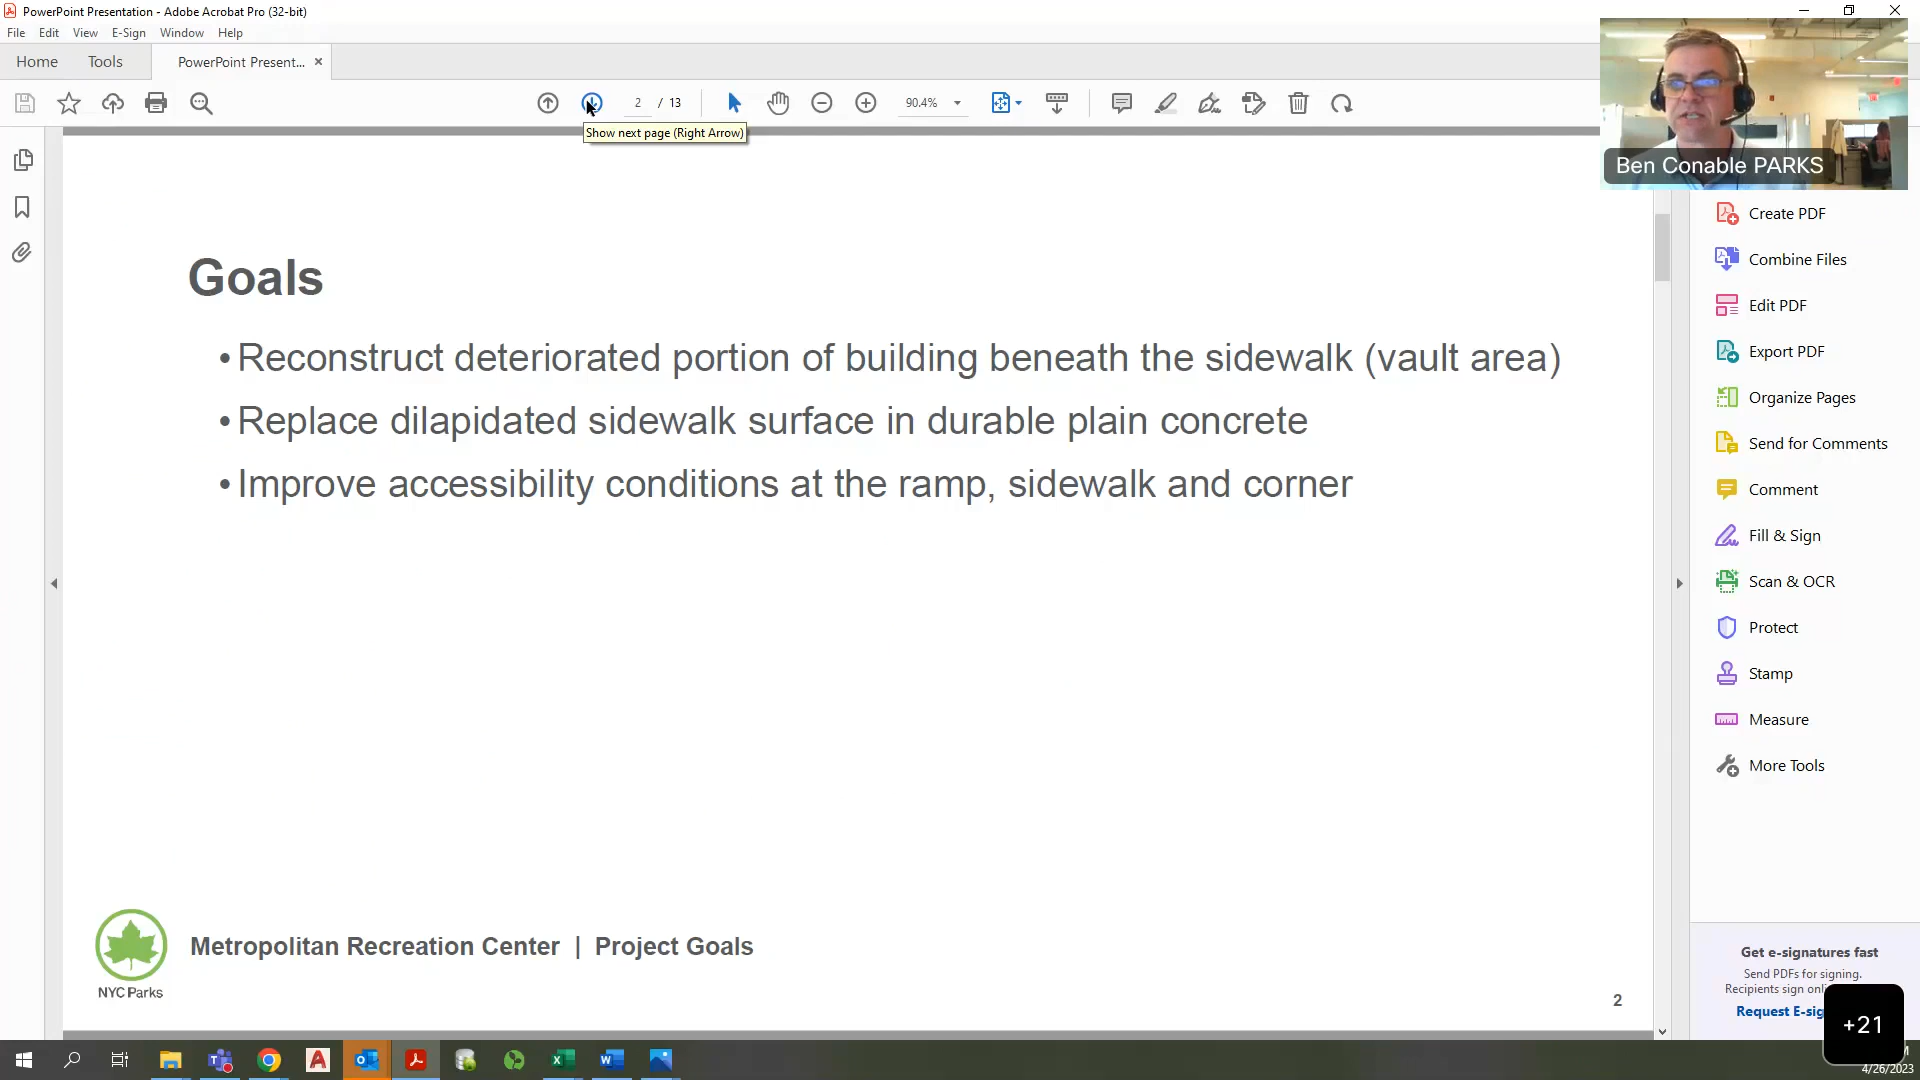 PowerPoint Presentation - Adobe Acrobat Pro (32-bit)
File Edit View E-Sign Window Help
Home Tools PowerPoint Present... ×
2 / 13 90.4%
Show next page (Right Arrow)
Ben Conable PARKS
Goals
• Reconstruct deteriorated portion of building beneath the sidewalk (vault area)
• Replace dilapidated sidewalk surface in durable plain concrete
• Improve accessibility conditions at the ramp, sidewalk and corner
NYC Parks
Metropolitan Recreation Center | Project Goals
2
Create PDF
Combine Files
Edit PDF
Export PDF
Organize Pages
Send for Comments
Comment
Fill & Sign
Scan & OCR
Protect
Stamp
Measure
More Tools
Get e-signatures fast
Send PDFs for signing.
Recipients sign
Request
+21
4/26/2023